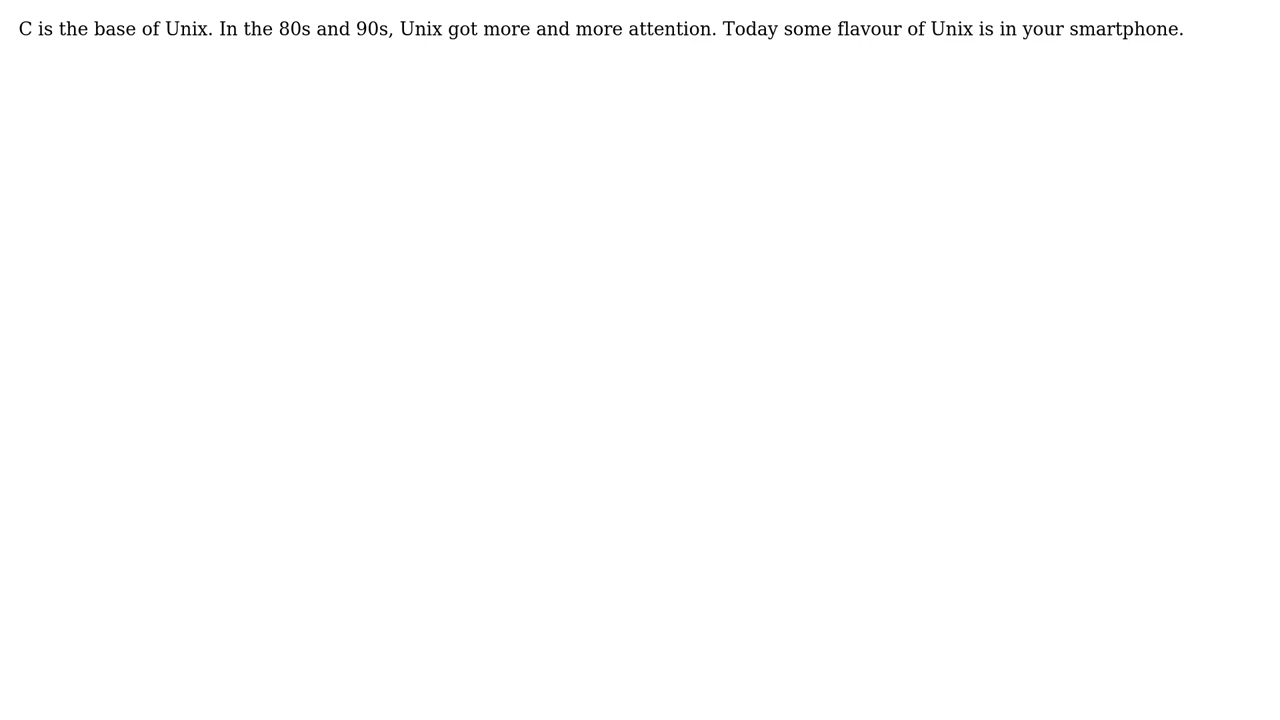 C is the base of Unix. In the 80s and 90s, Unix got more and more attention. Today some flavour of Unix is in your smartphone.